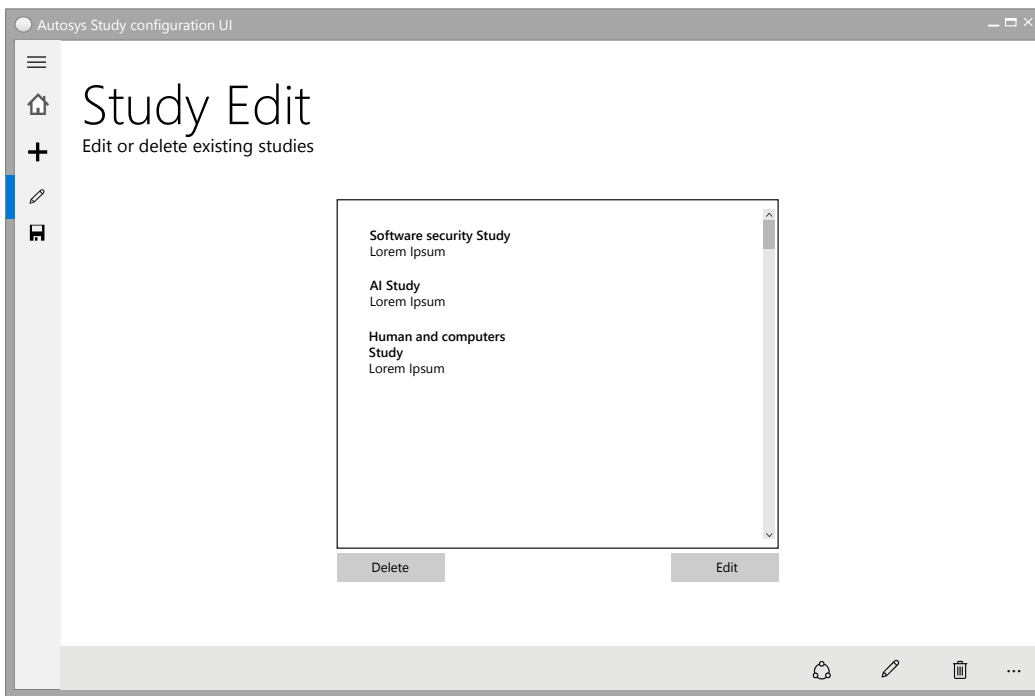 Autosys Study configuration UI
Study Edit
Edit or delete existing studies
Software security Study
Lorem Ipsum
AI Study
Lorem Ipsum
Human and computers
Study
Lorem Ipsum
Delete
Edit